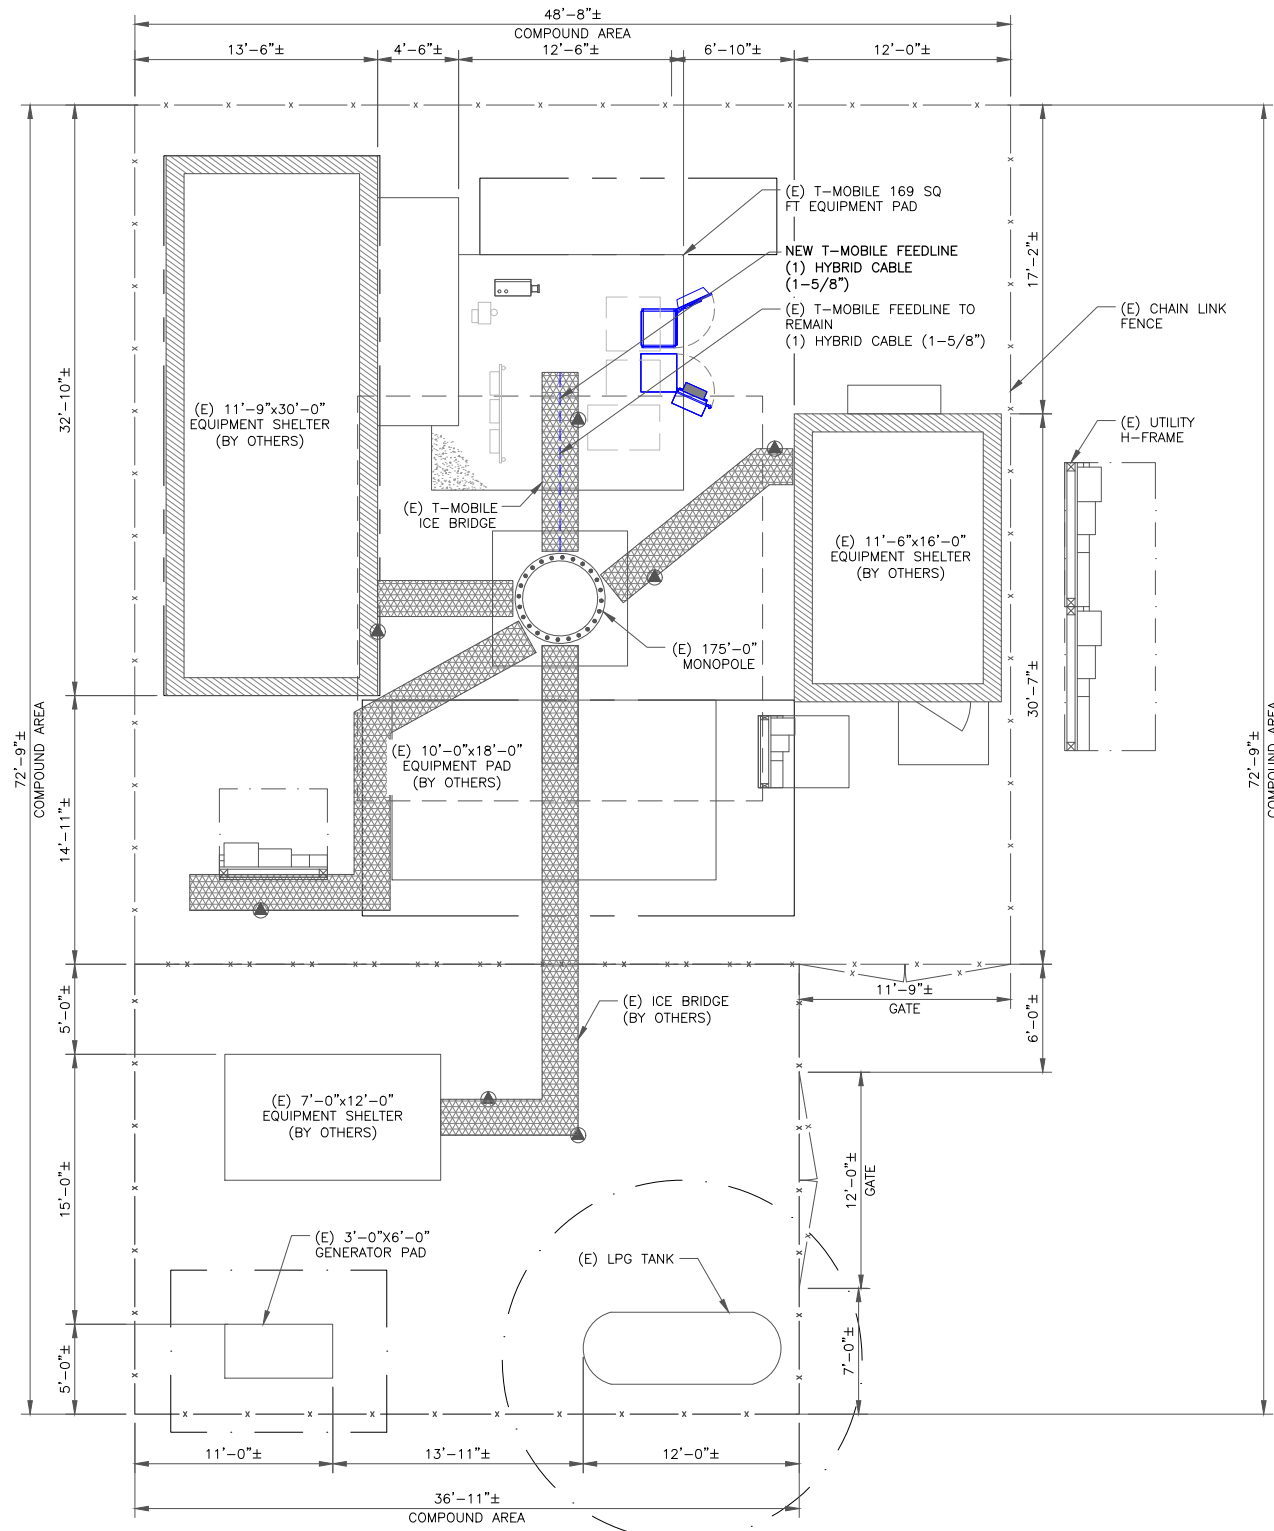 48'-8"±
COMPOUND AREA
13'-6"±
4'-6"±
12'-6"±
6'-10"±
12'-0"±
(E) T-MOBILE 169 SQ
FT EQUIPMENT PAD
NEW T-MOBILE FEEDLINE
(1) HYBRID CABLE
(1-5/8")
(E) T-MOBILE FEEDLINE TO
REMAIN
(1) HYBRID CABLE (1-5/8")
17'-2"±
(E) CHAIN LINK
FENCE
32'-10"±
(E) 11'-9"x30'-0"
EQUIPMENT SHELTER
(BY OTHERS)
(E) UTILITY
H-FRAME
(E) T-MOBILE
ICE BRIDGE
(E) 11'-6"x16'-0"
EQUIPMENT SHELTER
(BY OTHERS)
(E) 175'-0"
MONOPOLE
30'-7"±
72'-9"±
COMPOUND AREA
(E) 10'-0"x18'-0"
EQUIPMENT PAD
(BY OTHERS)
72'-9"±
COMPOUND AREA
14'-11"±
11'-9"±
GATE
(E) ICE BRIDGE
(BY OTHERS)
5'-0"±
6'-0"±
(E) 7'-0"x12'-0"
EQUIPMENT SHELTER
(BY OTHERS)
15'-0"±
12'-0"±
GATE
(E) 3'-0"X6'-0"
GENERATOR PAD
(E) LPG TANK
5'-0"±
7'-0"±
11'-0"±
13'-11"±
12'-0"±
36'-11"±
COMPOUND AREA